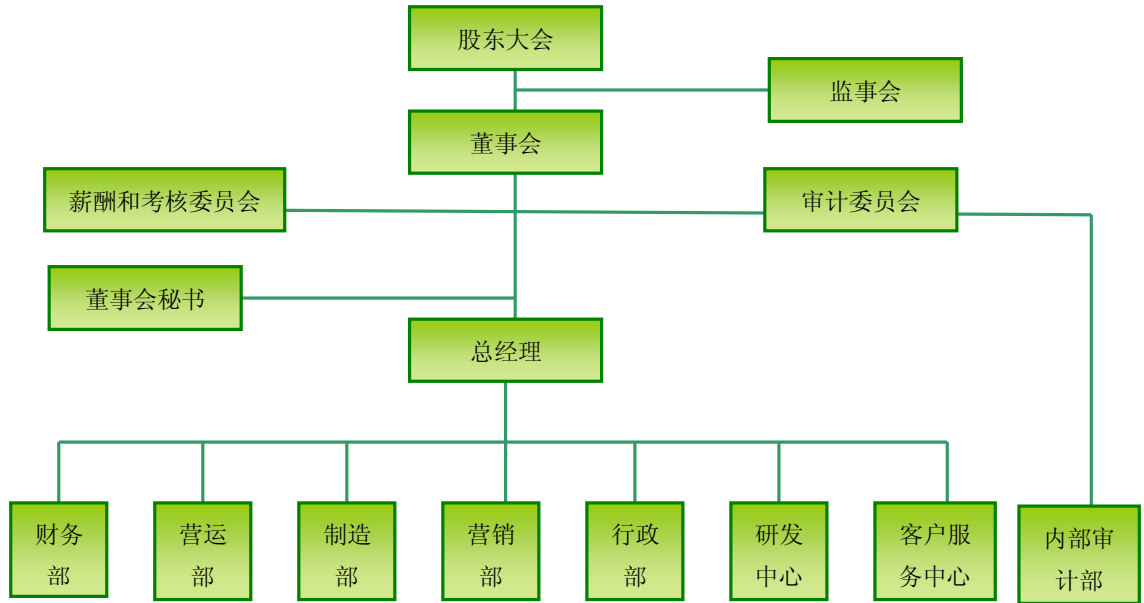 股东大会
监事会
董事会
薪酬和考核委员会
审计委员会
董事会秘书
总经理
财务
部
营运
部
制造
部
营销
部
行政
部
研发
中心
客户服
务中心
内部审
计部